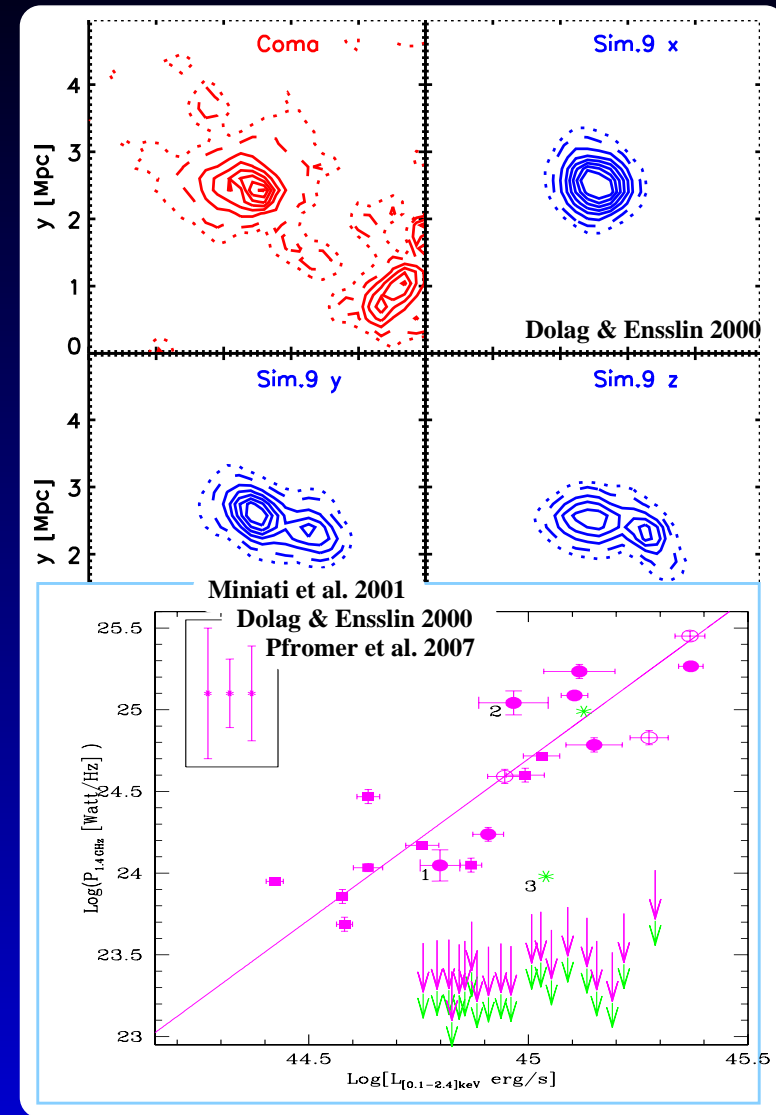 Coma
Sim.9 x
4
3
2
1
0
y [Mpc]
Dolag & Ensslin 2000
Sim.9 y
Sim.9 z
4
3
2
y [Mpc]
Miniati et al. 2001
Dolag & Ensslin 2000
Pfromer et al. 2007
25.5
25
24.5
24
23.5
23
Log(P1.4GHz [Watt/Hz])
2
1
3
44.5
45
45.5
Log[L[0.1-2.4]keV erg/s]